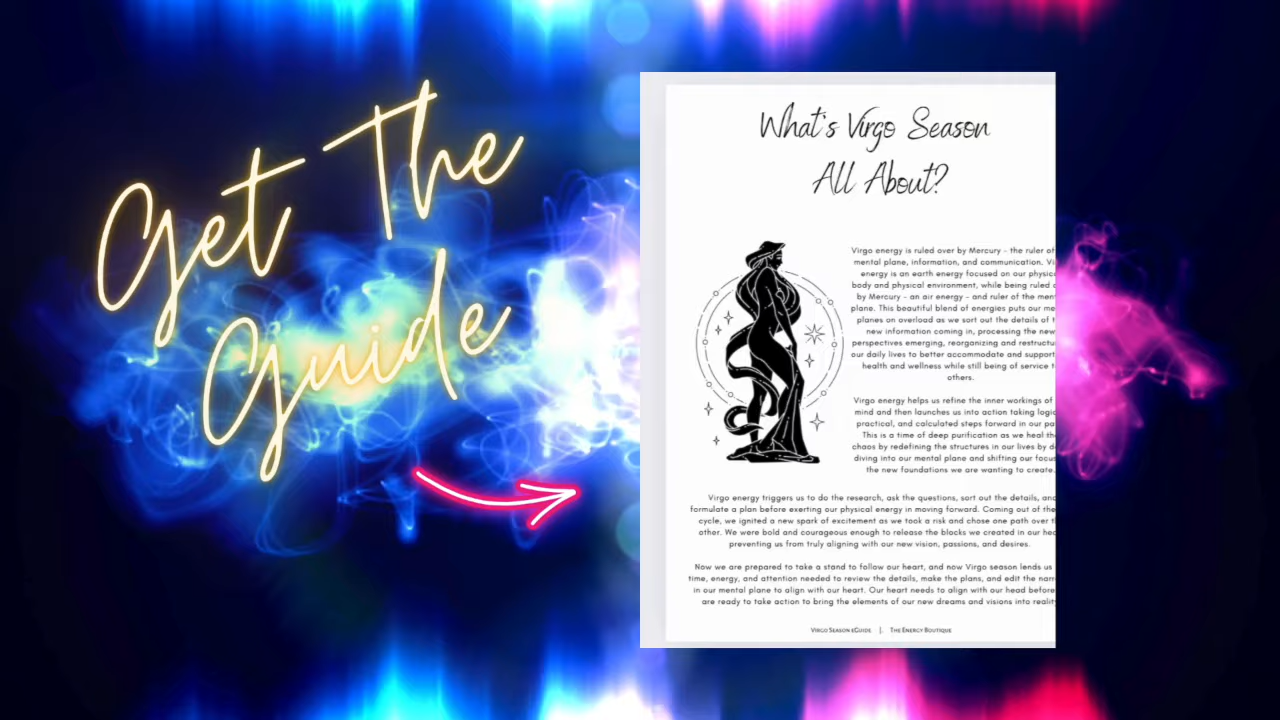 Get The
Guide
What's Virgo Season
All About?
Virgo energy is ruled over by Mercury - the ruler of
mental plane, information, and communication. Vi
energy is an earth energy focused on our physic
body and physical environment, while being ruled
by Mercury - an air energy - and ruler of the men
plane. This beautiful blend of energies puts our me
planes on overload as we sort out the details of t
new information coming in, processing the new
perspectives emerging, reorganizing and restructu
our daily lives to better accommodate and support
health and wellness while still being of service t
others.
Virgo energy helps us refine the inner workings of
mind and then launches us into action taking logic
practical, and calculated steps forward in our pa
This is a time of deep purification as we heal th
chaos by redefining the structures in our lives by d
diving into our mental plane and shifting our focu
the new foundations we are wanting to create.
Virgo energy triggers us to do the research, ask the questions, sort out the details, and
formulate a plan before exerting our physical energy in moving forward. Coming out of the
cycle, we ignited a new spark of excitement as we took a risk and chose one path over t
other. We were bold and courageous enough to release the blocks we created in our hea
preventing us from truly aligning with our new vision, passions, and desires.
Now we are prepared to take a stand to follow our heart, and now Virgo season lends us
time, energy, and attention needed to review the details, make the plans, and edit the narr
in our mental plane to align with our heart. Our heart needs to align with our head before
are ready to take action to bring the elements of our new dreams and visions into reality
Virgo Season eGuide | The Energy Boutique